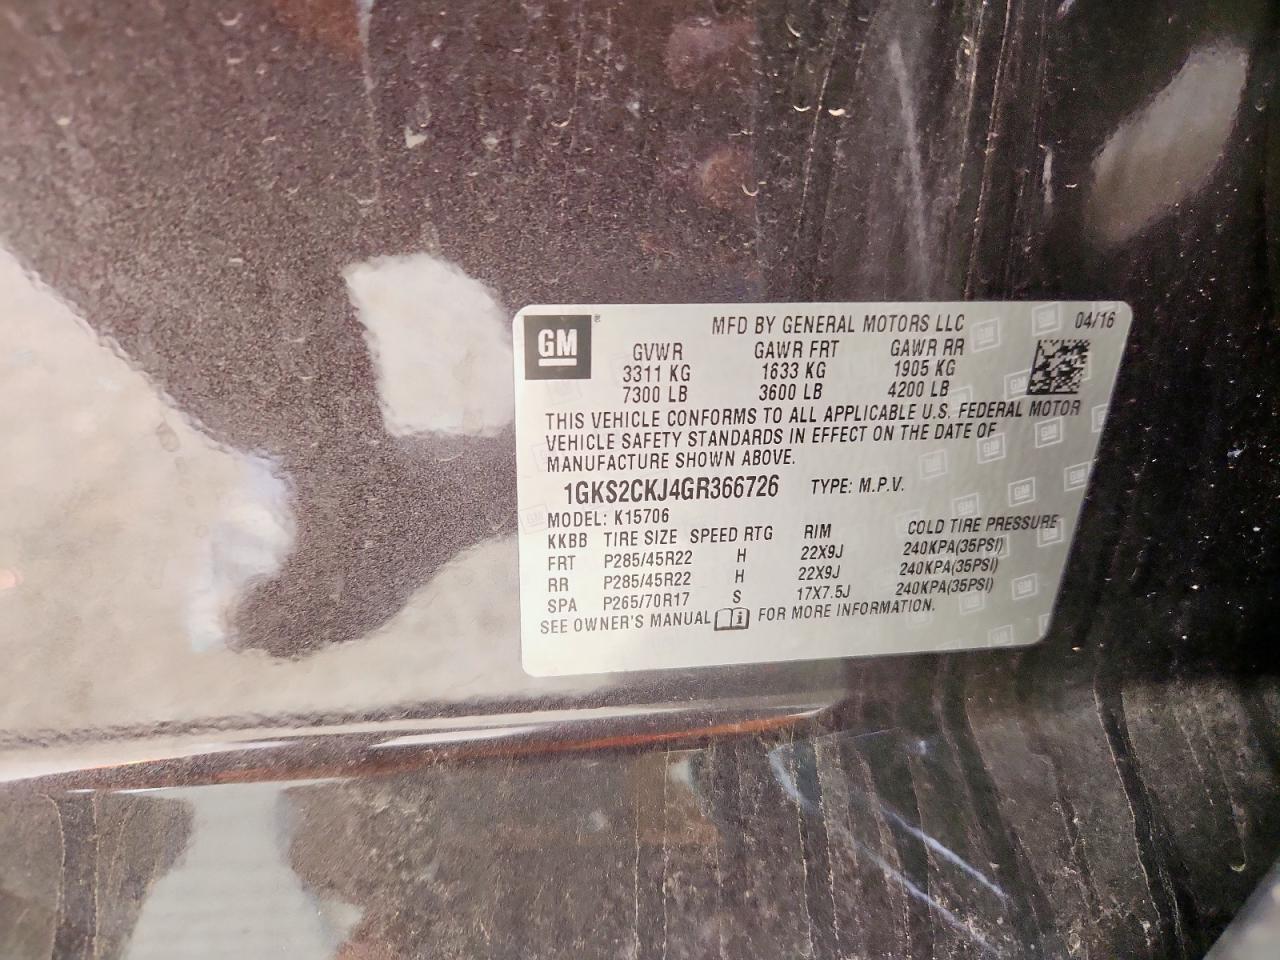 GM ® MFD BY GENERAL MOTORS LLC 04/16
GVWR GAWR FRT GAWR RR
3311 KG 1633 KG 1905 KG
7300 LB 3600 LB 4200 LB
THIS VEHICLE CONFORMS TO ALL APPLICABLE U.S. FEDERAL MOTOR
VEHICLE SAFETY STANDARDS IN EFFECT ON THE DATE OF
MANUFACTURE SHOWN ABOVE.
1GKS2CKJ4GR366726 TYPE: M.P.V.
MODEL: K15706
KKBB TIRE SIZE SPEED RTG RIM COLD TIRE PRESSURE
FRT P285/45R22 H 22X9J 240KPA(35PSI)
RR P285/45R22 H 22X9J 240KPA(35PSI)
SPA P265/70R17 S 17X7.5J 240KPA(35PSI)
SEE OWNER'S MANUAL i FOR MORE INFORMATION.